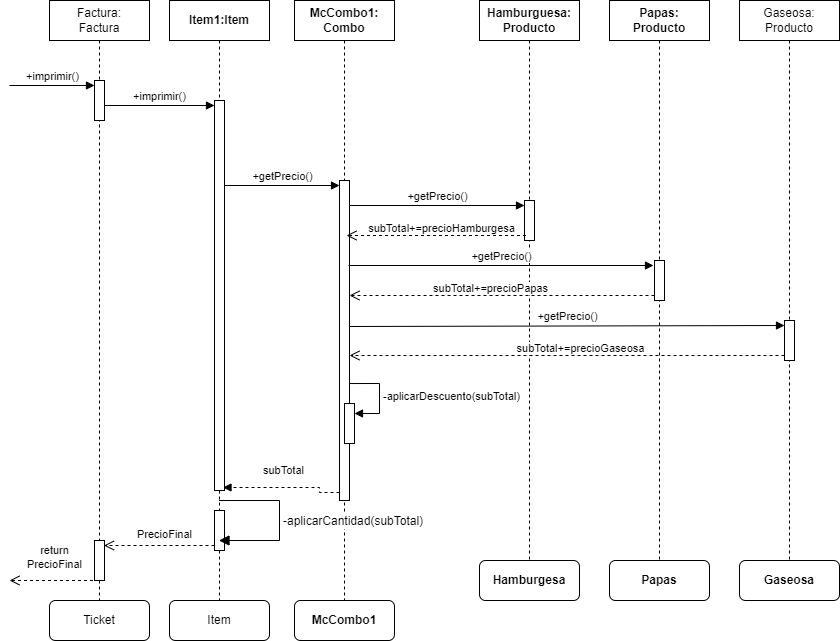 Factura:
Factura
Item1:Item
McCombo1:
Combo
Hamburguesa:
Producto
Papas:
Producto
Gaseosa:
Producto
+imprimir()
+imprimir()
+getPrecio()
+getPrecio()
subTotal+=precioHamburgesa
+getPrecio()
subTotal+=precioPapas
+getPrecio()
subTotal+=precioGaseosa
-aplicarDescuento(subTotal)
subTotal
-aplicarCantidad(subTotal)
PrecioFinal
return
PrecioFinal
Hamburgesa
Papas
Gaseosa
Ticket
Item
McCombo1